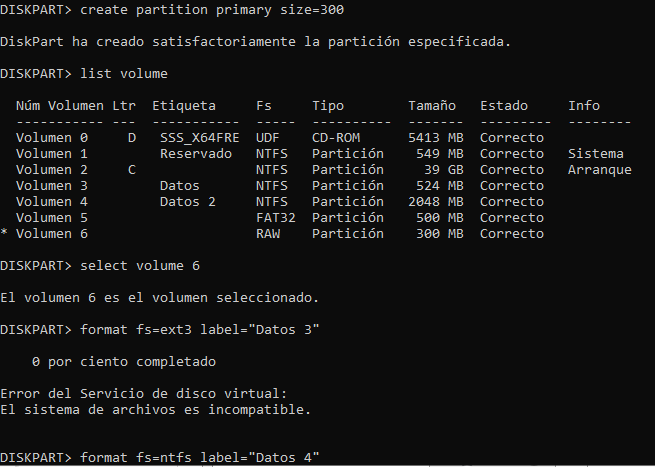 DISKPART> create partition primary size=300
DiskPart ha creado satisfactoriamente la partición especificada.
DISKPART> list volume
Núm Volumen Ltr  Etiqueta     Fs     Tipo        Tamaño   Estado     Info
----------- ---  -----------  -----  ----------  -------  ---------  --------
Volumen 0     D   SSS_X64FRE   UDF    CD-ROM      5413 MB  Correcto
Volumen 1         Reservado    NTFS   Partición    549 MB  Correcto   Sistema
Volumen 2     C                NTFS   Partición     39 GB  Correcto   Arranque
Volumen 3         Datos        NTFS   Partición    524 MB  Correcto
Volumen 4         Datos 2      NTFS   Partición   2048 MB  Correcto
Volumen 5                      FAT32  Partición    500 MB  Correcto
* Volumen 6                      RAW    Partición    300 MB  Correcto
DISKPART> select volume 6
El volumen 6 es el volumen seleccionado.
DISKPART> format fs=ext3 label="Datos 3"
0 por ciento completado
Error del Servicio de disco virtual:
El sistema de archivos es incompatible.
DISKPART> format fs=ntfs label="Datos 4"